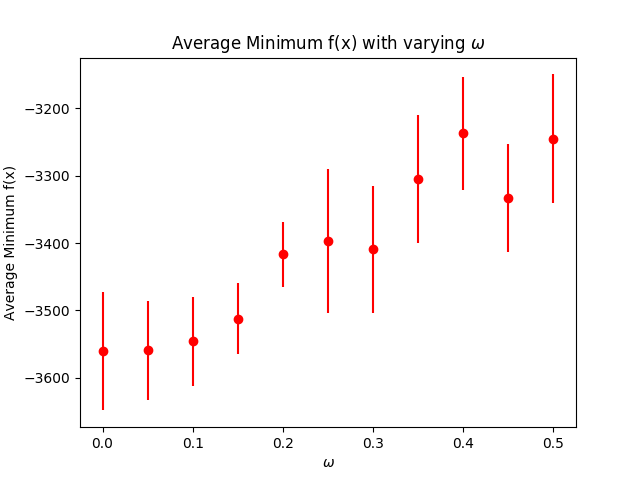 Average Minimum f(x) with varying ω
Average Minimum f(x)
−3200
−3300
−3400
−3500
−3600
0.0 0.1 0.2 0.3 0.4 0.5
ω